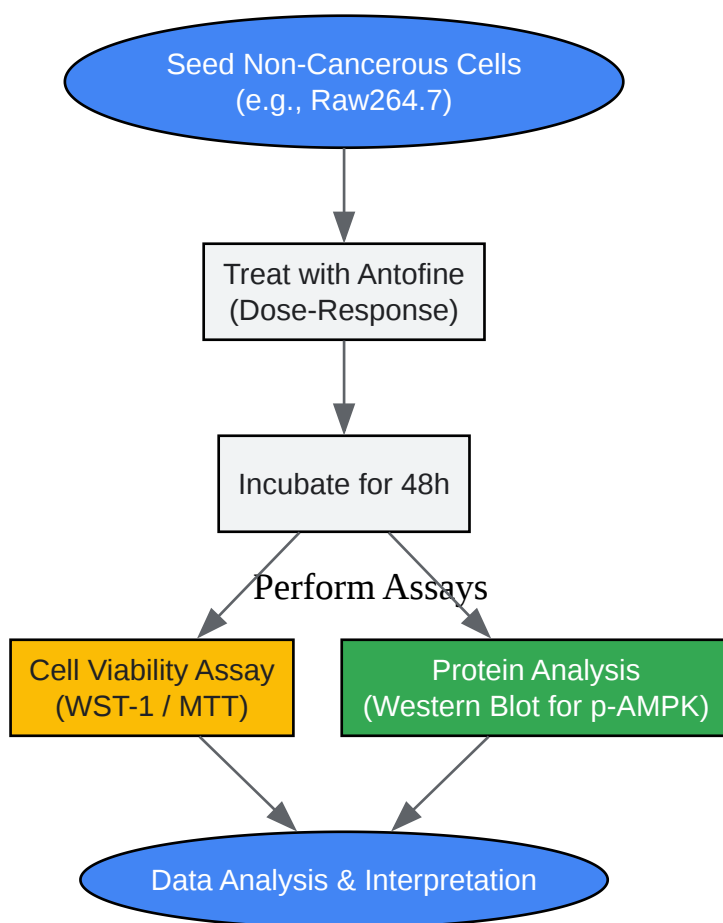 Seed Non-Cancerous Cells
(e.g., Raw264.7)
Treat with Antofine
(Dose-Response)
Incubate for 48h
Perform Assays
Cell Viability Assay
(WST-1 / MTT)
Protein Analysis
(Western Blot for p-AMPK)
Data Analysis & Interpretation